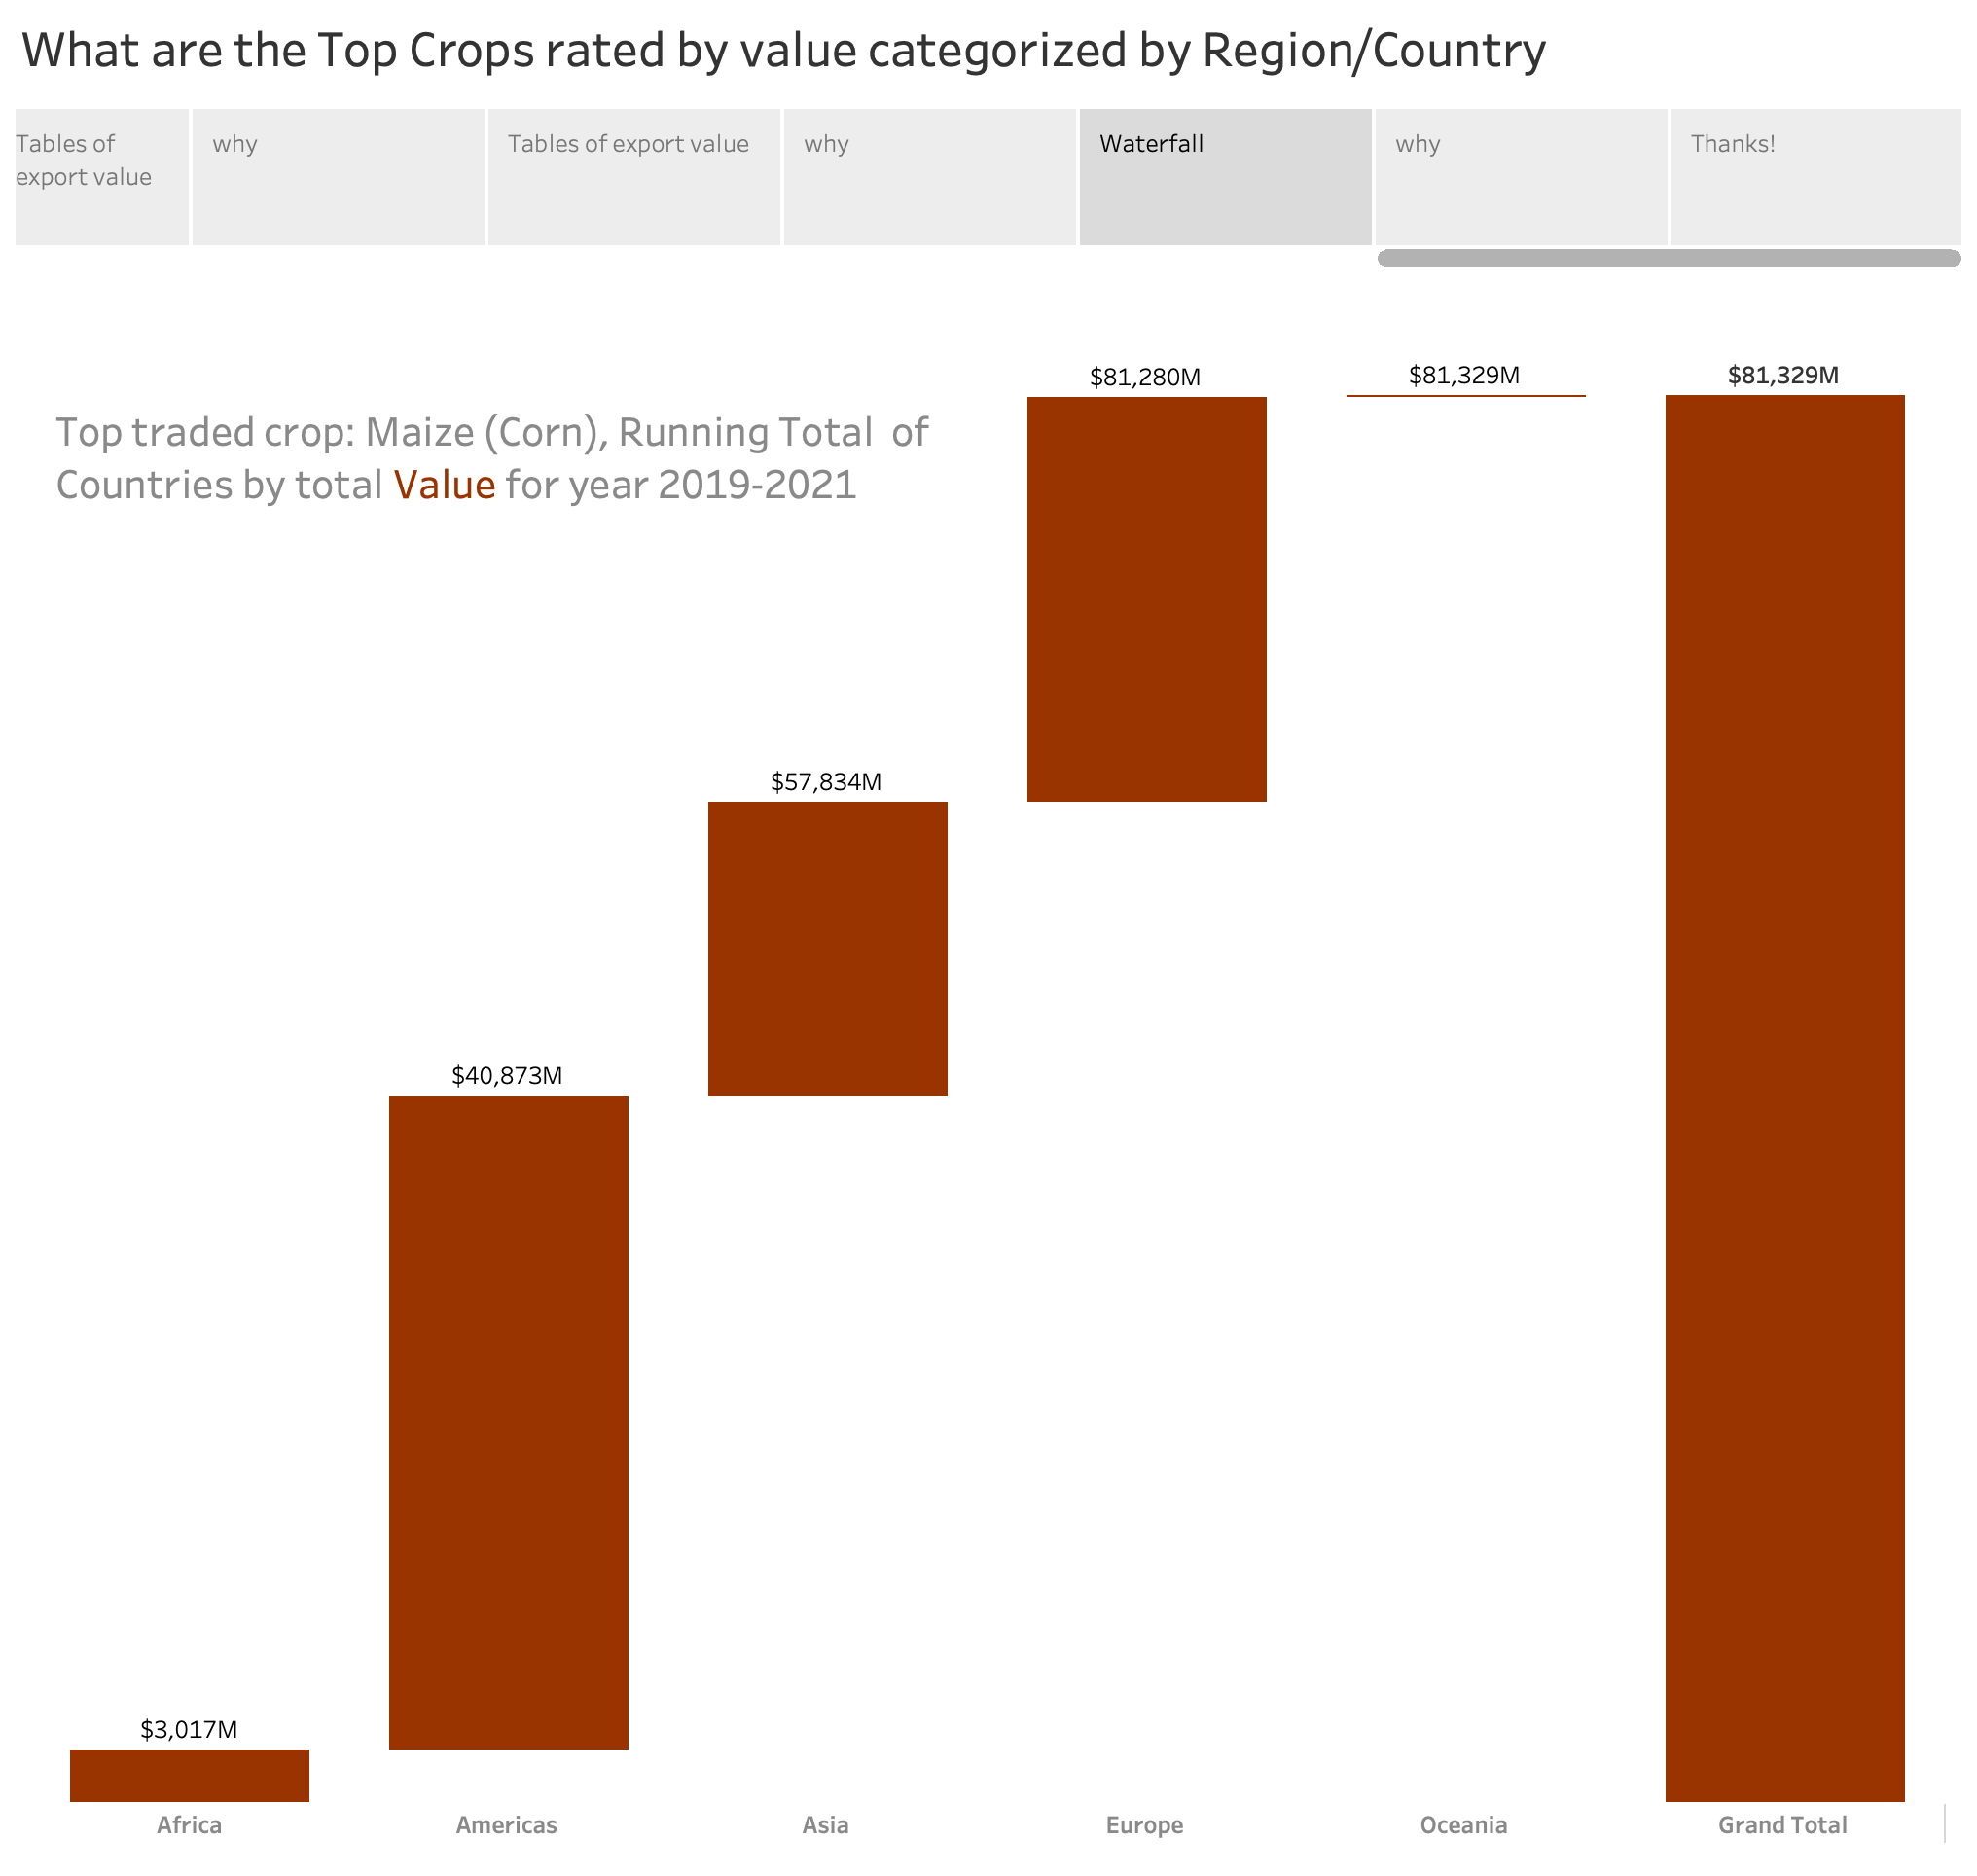 What are the Top Crops rated by value categorized by Region/Country
Tables of
export value
why
Tables of export value
why
Waterfall
why
Thanks!
Top traded crop: Maize (Corn), Running Total  of
Countries by total Value for year 2019-2021
$81,280M
$81,329M
$81,329M
$57,834M
$40,873M
$3,017M
Africa
Americas
Asia
Europe
Oceania
Grand Total